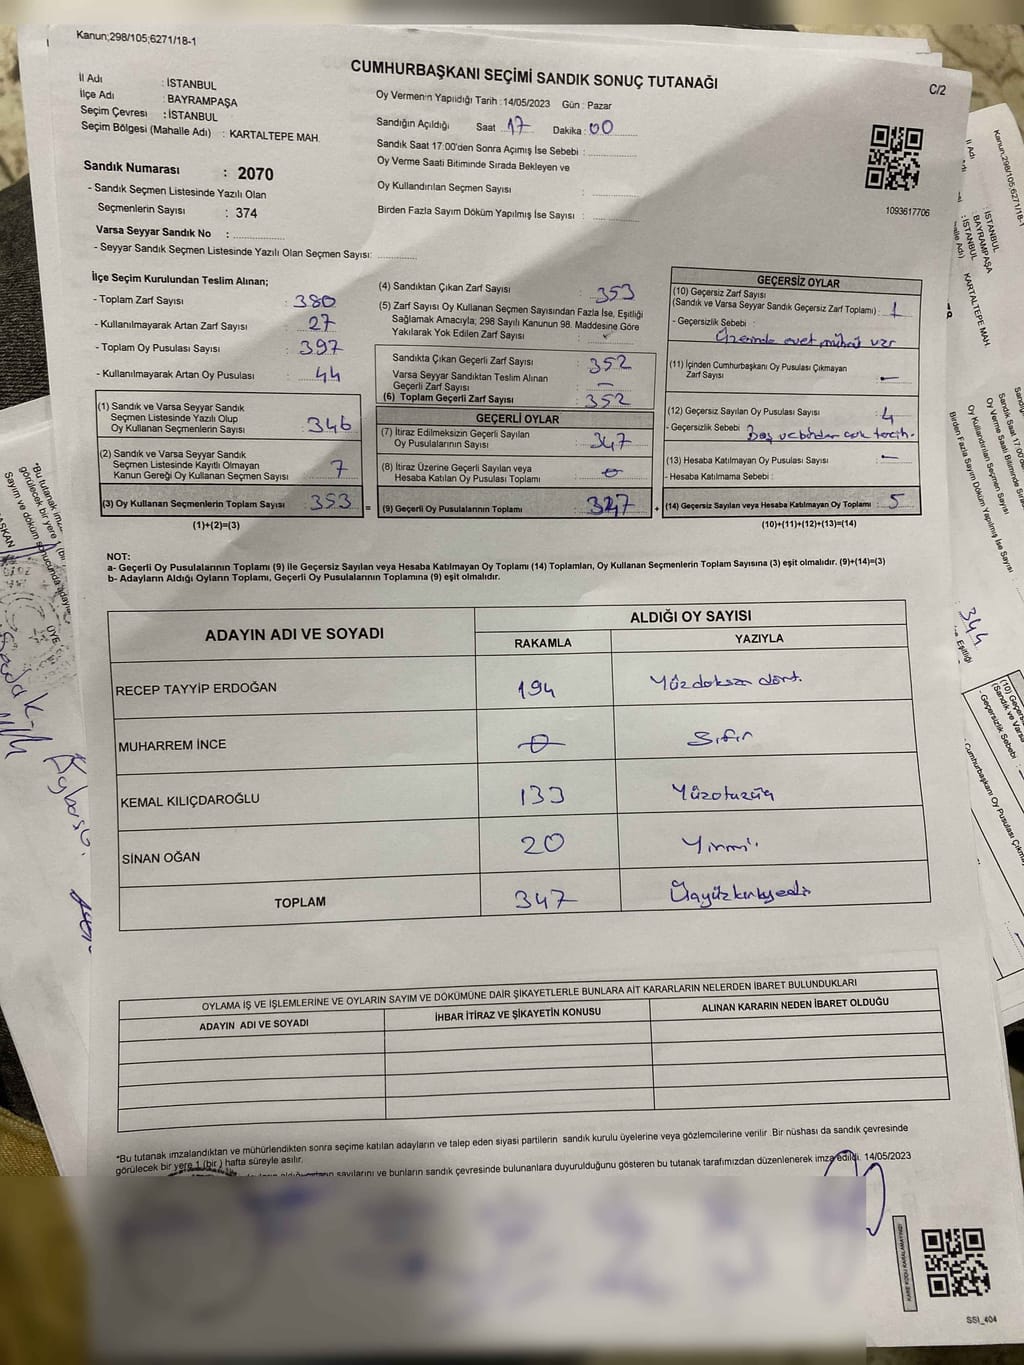 Kanun;298/105;6271/18-1
CUMHURBAŞKANI SEÇİMİ SANDIK SONUÇ TUTANAĞI
C/2
İl Adı : İSTANBUL
İlçe Adı : BAYRAMPAŞA
Seçim Çevresi : İSTANBUL
Seçim Bölgesi (Mahalle Adı) : KARTALTEPE MAH.
Oy Vermenin Yapıldığı Tarih : 14/05/2023 Gün : Pazar
Sandığın Açıldığı Saat : 17 Dakika : 00
Sandık Saat 17:00'den Sonra Açımış İse Sebebi :
Oy Verme Saati Bitiminde Sırada Bekleyen ve
Oy Kullandırılan Seçmen Sayısı :
Birden Fazla Sayım Döküm Yapılmış İse Sayısı :
1093617706
Sandık Numarası : 2070
- Sandık Seçmen Listesinde Yazılı Olan
Seçmenlerin Sayısı : 374
Varsa Seyyar Sandık No :
- Seyyar Sandık Seçmen Listesinde Yazılı Olan Seçmen Sayısı:
İlçe Seçim Kurulundan Teslim Alınan;
- Toplam Zarf Sayısı : 380
- Kullanılmayarak Artan Zarf Sayısı : 27
- Toplam Oy Pusulası Sayısı : 397
- Kullanılmayarak Artan Oy Pusulası : 44
(1) Sandık ve Varsa Seyyar Sandık
Seçmen Listesinde Yazılı Olup
Oy Kullanan Seçmenlerin Sayısı : 346
(2) Sandık ve Varsa Seyyar Sandık
Seçmen Listesinde Kayıtlı Olmayan
Kanun Gereği Oy Kullanan Seçmen Sayısı : 7
(3) Oy Kullanan Seçmenlerin Toplam Sayısı : 353
(1)+(2)=(3)
(4) Sandıktan Çıkan Zarf Sayısı : 353
(5) Zarf Sayısı Oy Kullanan Seçmen Sayısından Fazla İse, Eşitliği
Sağlamak Amacıyla; 298 Sayılı Kanunun 98. Maddesine Göre
Yakılarak Yok Edilen Zarf Sayısı :
Sandıkta Çıkan Geçerli Zarf Sayısı : 352
Varsa Seyyar Sandıktan Teslim Alınan
Geçerli Zarf Sayısı : –
(6) Toplam Geçerli Zarf Sayısı : 352
GEÇERLİ OYLAR
(7) İtiraz Edilmeksizin Geçerli Sayılan
Oy Pusulalarının Sayısı : 347
(8) İtiraz Üzerine Geçerli Sayılan veya
Hesaba Katılan Oy Pusulası Toplamı : 0
= (9) Geçerli Oy Pusulalarının Toplamı : 347 +
GEÇERSİZ OYLAR
(10) Geçersiz Zarf Sayısı
(Sandık ve Varsa Seyyar Sandık Geçersiz Zarf Toplamı) : 1
- Geçersizlik Sebebi :
Üzerinde evet mührü var
(11) İçinden Cumhurbaşkanı Oy Pusulası Çıkmayan
Zarf Sayısı : –
(12) Geçersiz Sayılan Oy Pusulası Sayısı : 4
- Geçersizlik Sebebi : Boş ve birden çok tercih.
(13) Hesaba Katılmayan Oy Pusulası Sayısı : –
- Hesaba Katılmama Sebebi :
(14) Geçersiz Sayılan veya Hesaba Katılmayan Oy Toplamı : 5
(10)+(11)+(12)+(13)=(14)
NOT:
a- Geçerli Oy Pusulalarının Toplamı (9) ile Geçersiz Sayılan veya Hesaba Katılmayan Oy Toplamı (14) Toplamları, Oy Kullanan Seçmenlerin Toplam Sayısına (3) eşit olmalıdır. (9)+(14)=(3)
b- Adayların Aldığı Oyların Toplamı, Geçerli Oy Pusulalarının Toplamına (9) eşit olmalıdır.
ADAYIN ADI VE SOYADI ALDIĞI OY SAYISI
RAKAMLA YAZIYLA
RECEP TAYYİP ERDOĞAN 194 Yüzdoksan dört.
MUHARREM İNCE 0 Sıfır
KEMAL KILIÇDAROĞLU 133 Yüzotuzüç
SİNAN OĞAN 20 Yirmi
TOPLAM 347 Üçyüzkırkyedi
OYLAMA İŞ VE İŞLEMLERİNE VE OYLARIN SAYIM VE DÖKÜMÜNE DAİR ŞİKAYETLERLE BUNLARA AİT KARARLARIN NELERDEN İBARET BULUNDUKLARI
ADAYIN ADI VE SOYADI İHBAR İTİRAZ VE ŞİKAYETİN KONUSU ALINAN KARARIN NEDEN İBARET OLDUĞU
*Bu tutanak imzalandıktan ve mühürlendikten sonra seçime katılan adayların ve talep eden siyasi partilerin sandık kurulu üyelerine veya gözlemcilerine verilir .Bir nüshası da sandık çevresinde
görülecek bir yere 1 (bir ) hafta süreyle asılır.
sayılarını ve bunların sandık çevresinde bulunanlara duyurulduğunu gösteren bu tutanak tarafımızdan düzenlenerek imza edildi. 14/05/2023
KARE KODU KARALAMAYINIZ!
SSI_404
Kanun;298/105;6271/18-1
İl Adı : İSTANBUL
: BAYRAMPAŞA
: İSTANBUL
KARTALTEPE MAH.
344